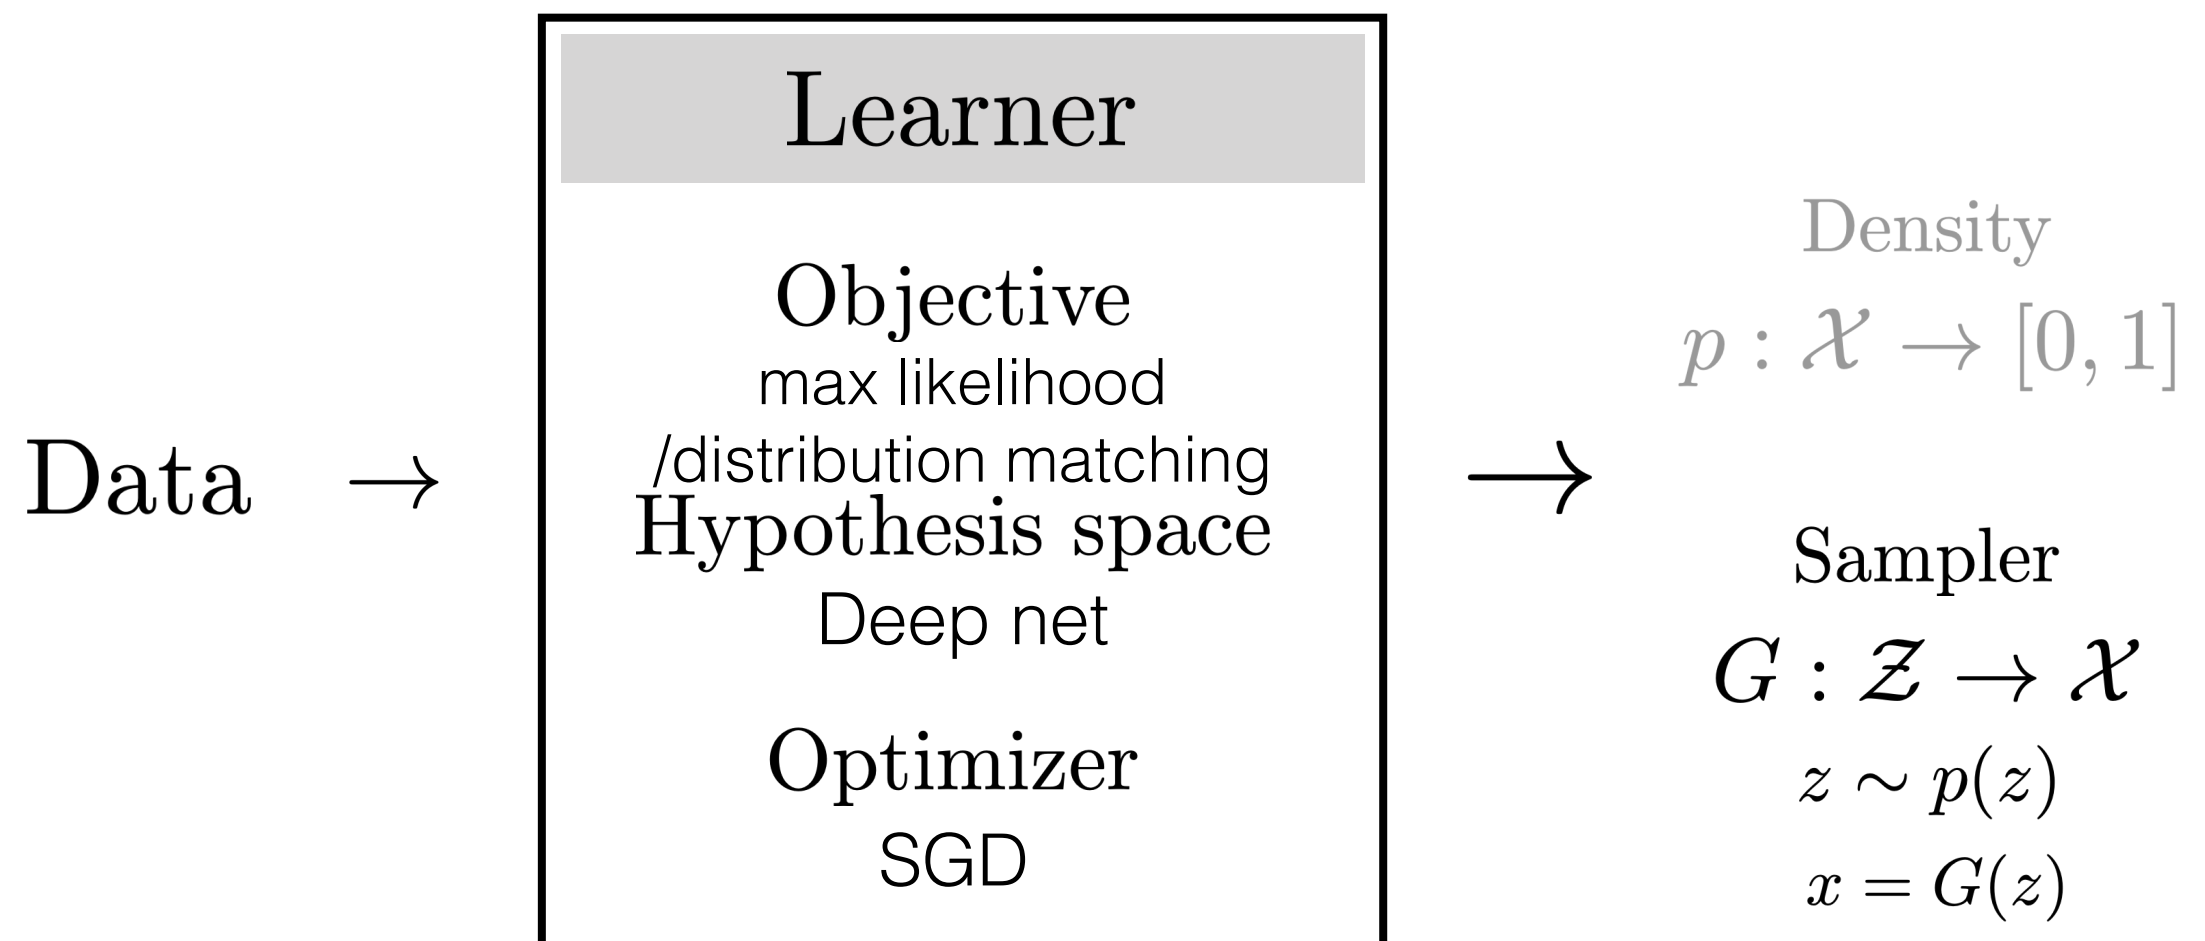 Learner
Objective
max likelihood
/distribution matching
Hypothesis space
Deep net
Optimizer
SGD
Data →
→
Density
p : 𝒳 → [0, 1]
Sampler
G : 𝒵 → 𝒳
z ∼ p(z)
x = G(z)